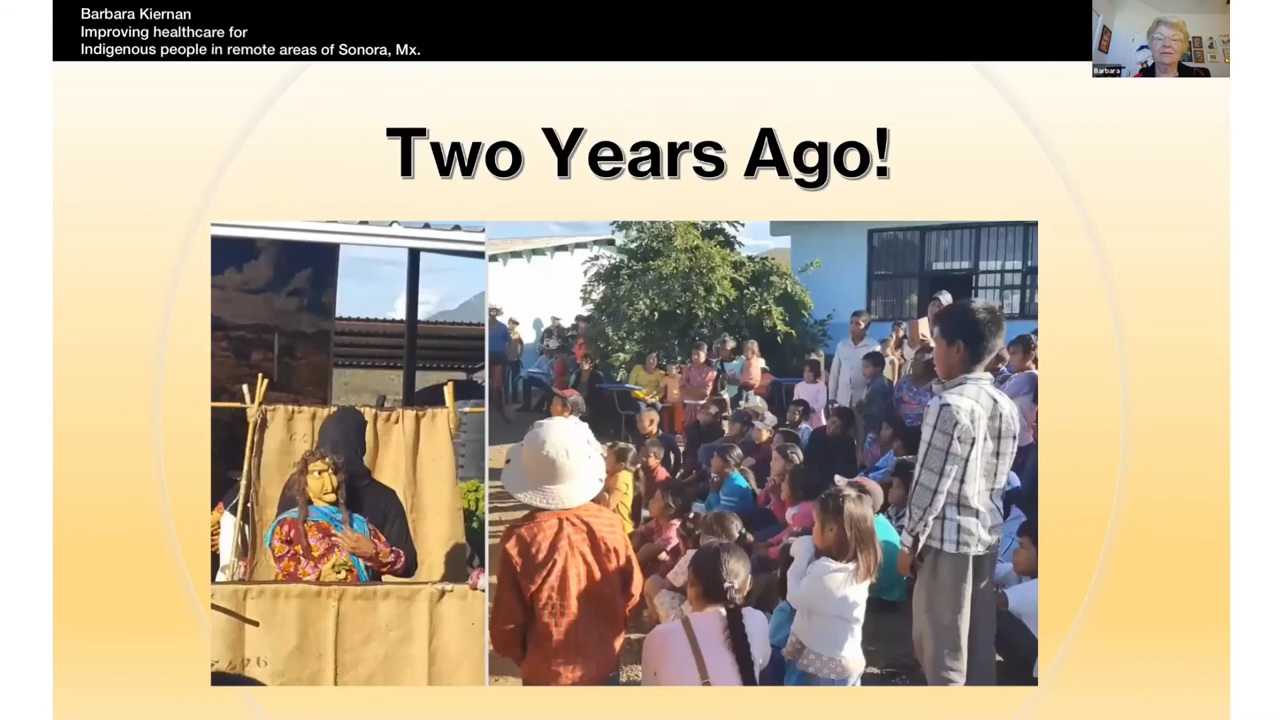 Barbara Kiernan
Improving healthcare for
Indigenous people in remote areas of Sonora, Mx.
Barbara
Two Years Ago!